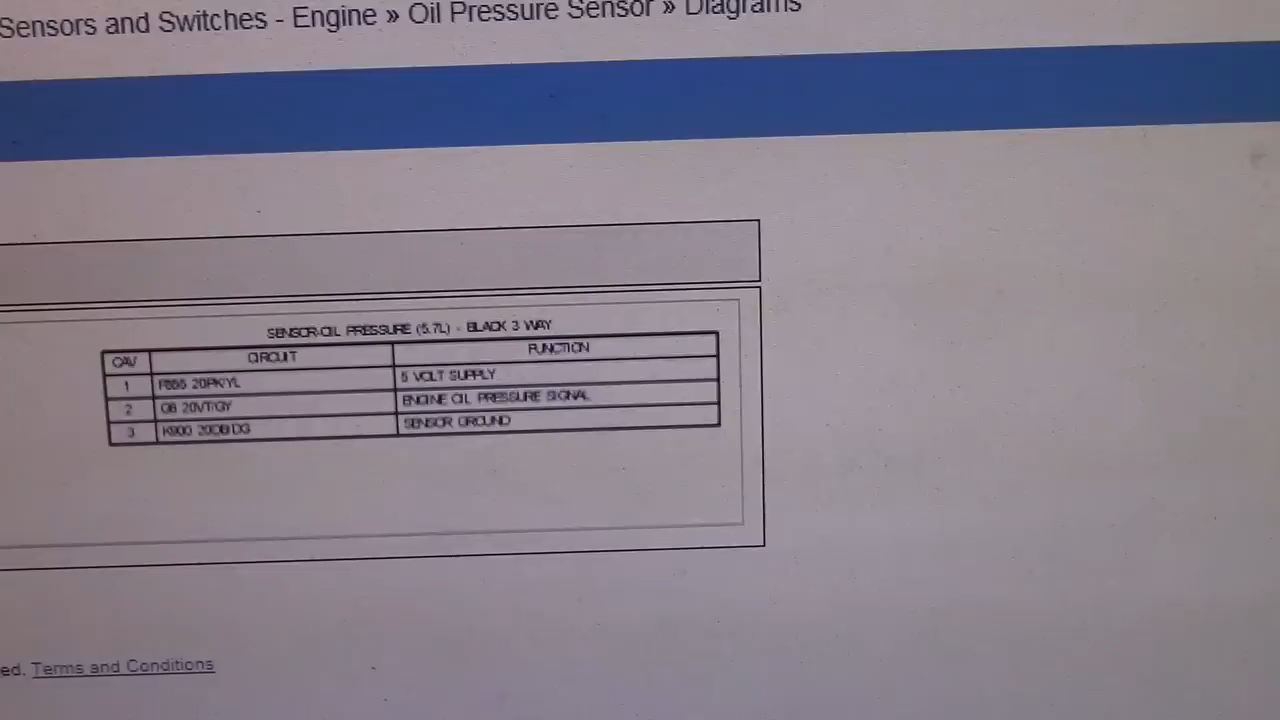 Sensors and Switches - Engine » Oil Pressure Sensor » Diagrams
SENSOR-OIL PRESSURE (5.7L) - BLACK 3 WAY
CAV CIRCUIT FUNCTION
1 20PK/YL 5 VOLT SUPPLY
2 G6 20VT/GY ENGINE OIL PRESSURE SIGNAL
3 K900 20DB/DG SENSOR GROUND
ed. Terms and Conditions